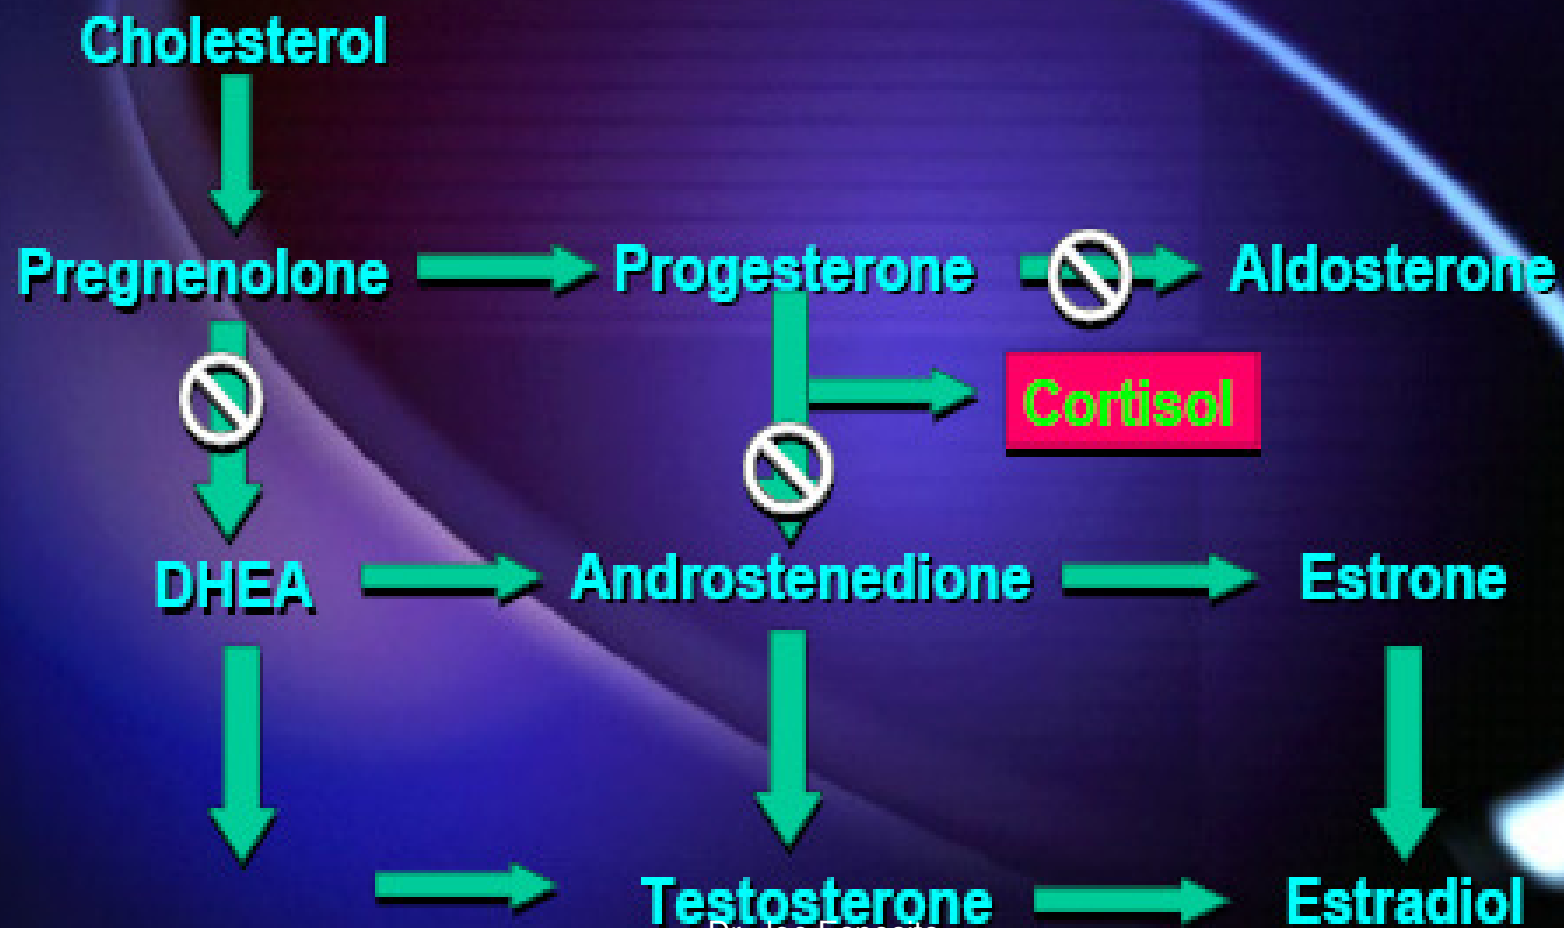 Cholesterol
Pregnenolone Progesterone Aldosterone
Cortisol
DHEA Androstenedione Estrone
Testosterone Estradiol